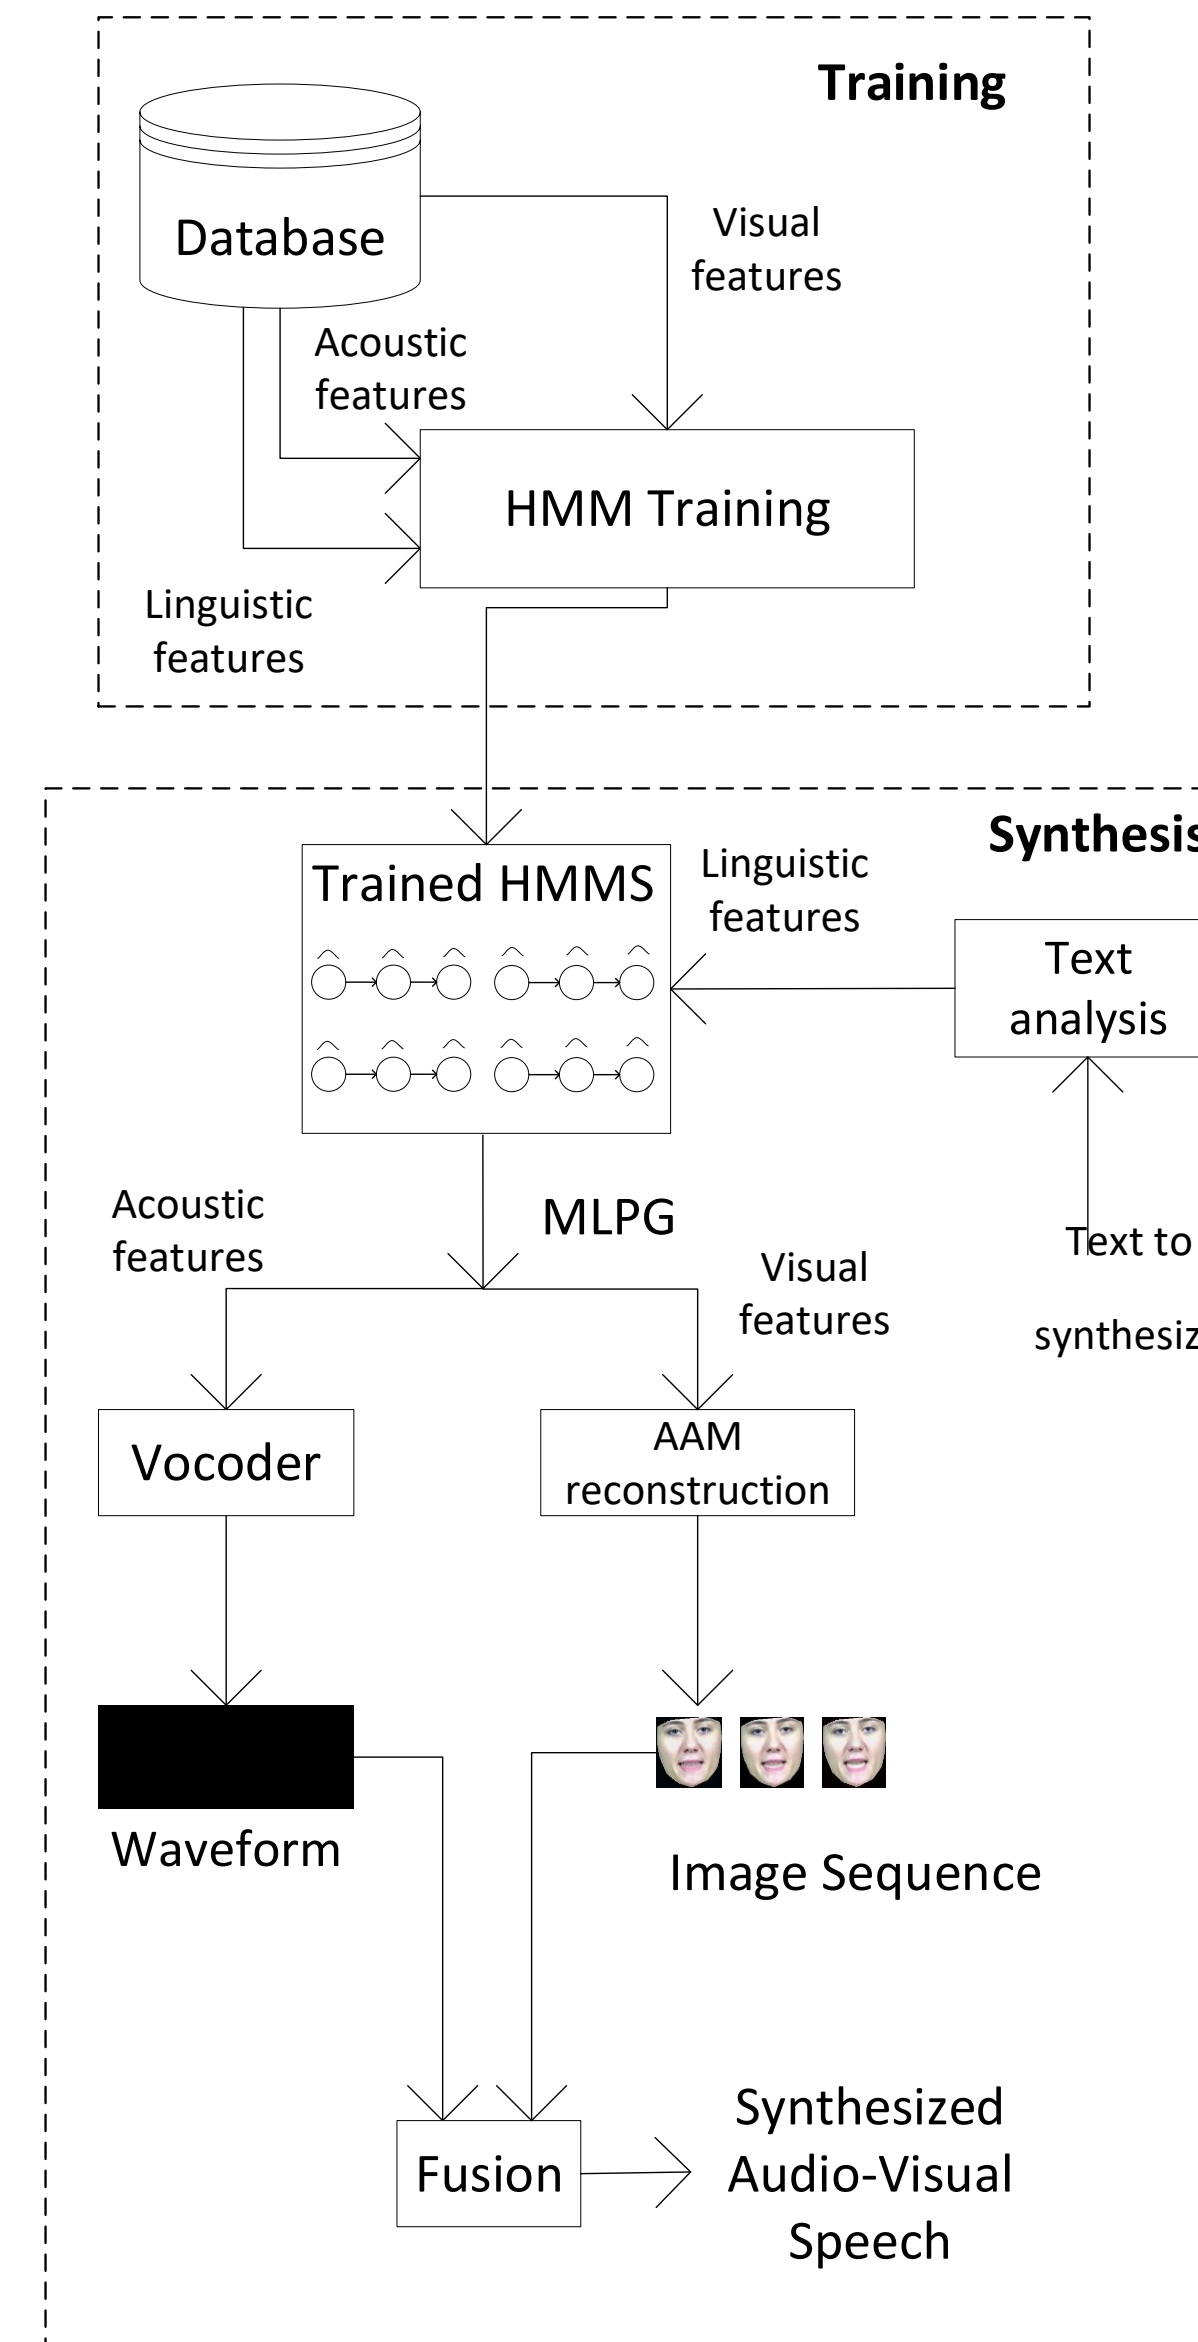 Training
Database
Visual
features
Acoustic
features
HMM Training
Linguistic
features
Synthesis
Trained HMMS
Linguistic
features
Text
analysis
Acoustic
features
MLPG
Visual
features
Text to
synthesiz
Vocoder
AAM
reconstruction
Waveform
Image Sequence
Fusion
Synthesized
Audio-Visual
Speech